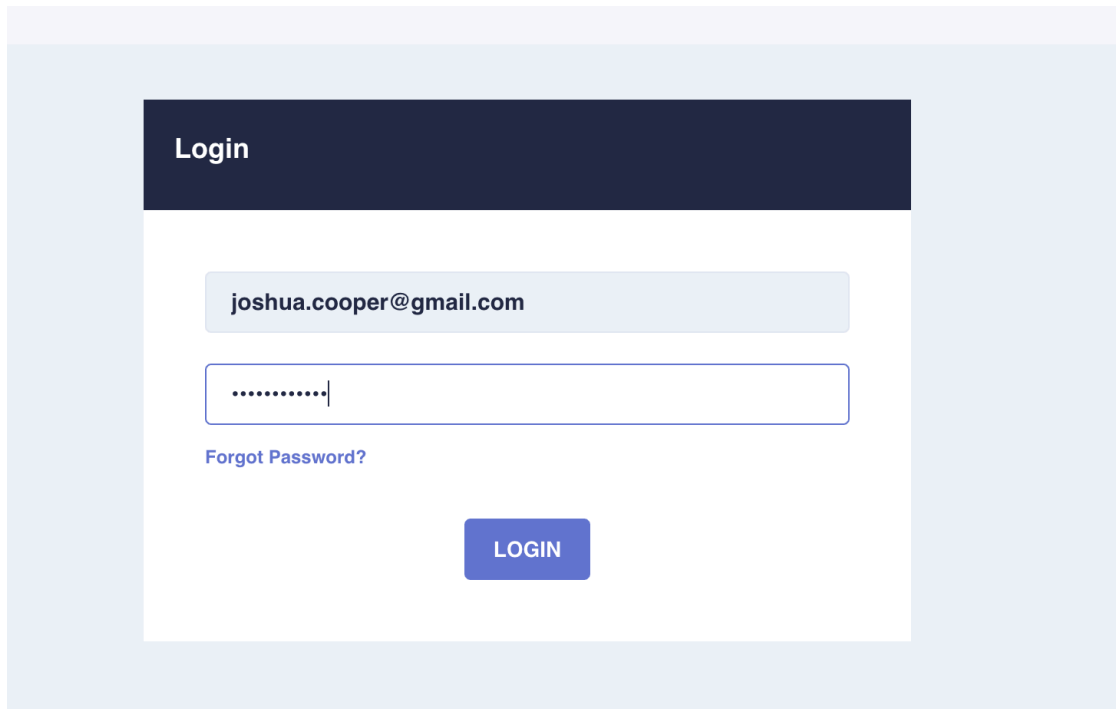 Login
joshua.cooper@gmail.com
••••••••••••
Forgot Password?
LOGIN